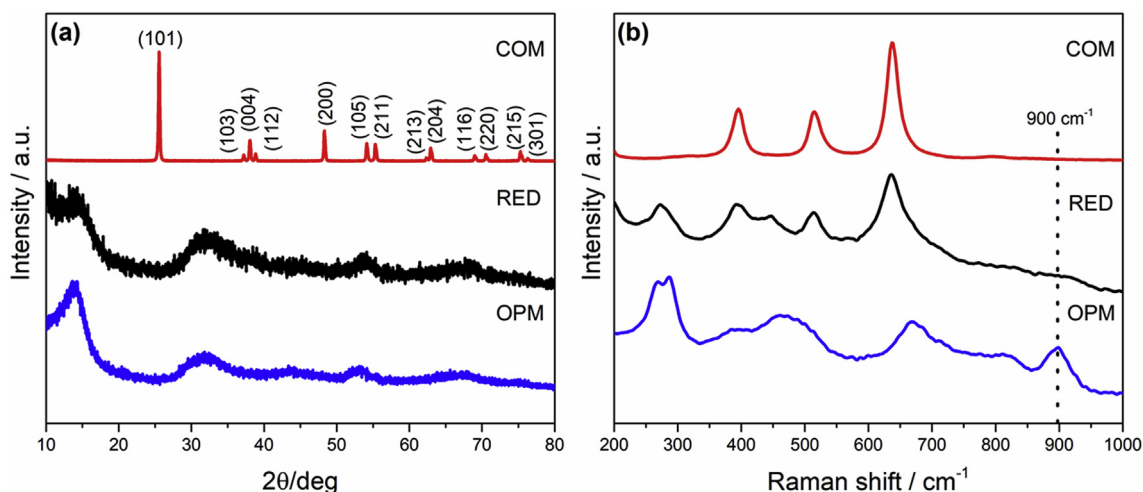 (a)
(101)
COM
(103)
(004)
(112)
(200)
(105)
(211)
(213)
(204)
(116)
(220)
(215)
(301)
RED
OPM
Intensity / a.u.
10 20 30 40 50 60 70 80
2θ/deg
(b)
COM
900 cm⁻¹
RED
OPM
Intensity / a.u.
200 300 400 500 600 700 800 900 1000
Raman shift / cm⁻¹